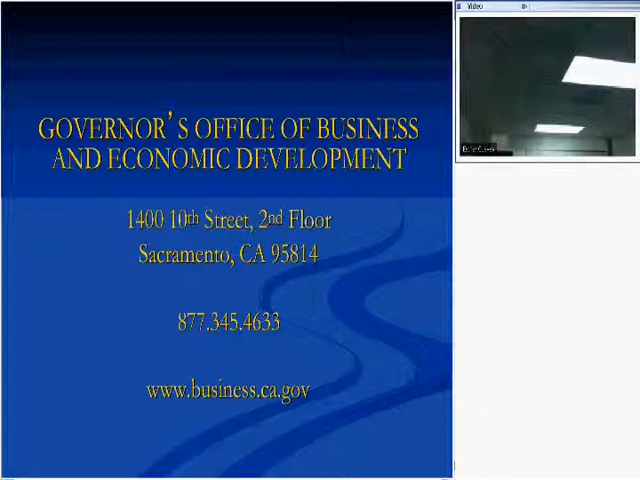 GOVERNOR'S OFFICE OF BUSINESS
AND ECONOMIC DEVELOPMENT
1400 10th Street, 2nd Floor
Sacramento, CA 95814
877.345.4633
www.business.ca.gov
Video